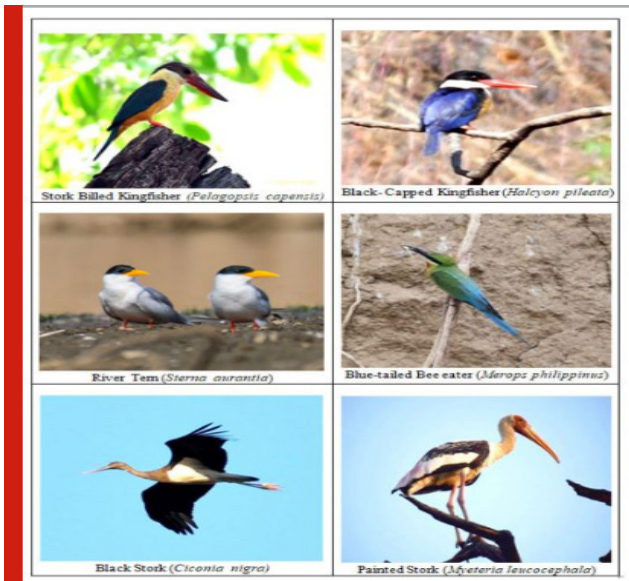 Stork Billed Kingfisher (Pelagopsis capensis)
Black-Capped Kingfisher (Halcyon pileata)
River Tern (Sterna aurantia)
Blue-tailed Bee eater (Merops philippinus)
Black Stork (Ciconia nigra)
Painted Stork (Myeteria leucocephala)